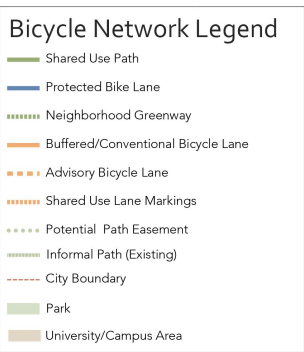 Bicycle Network Legend
Shared Use Path
Protected Bike Lane
Neighborhood Greenway
Buffered/Conventional Bicycle Lane
Advisory Bicycle Lane
Shared Use Lane Markings
Potential Path Easement
Informal Path (Existing)
City Boundary
Park
University/Campus Area